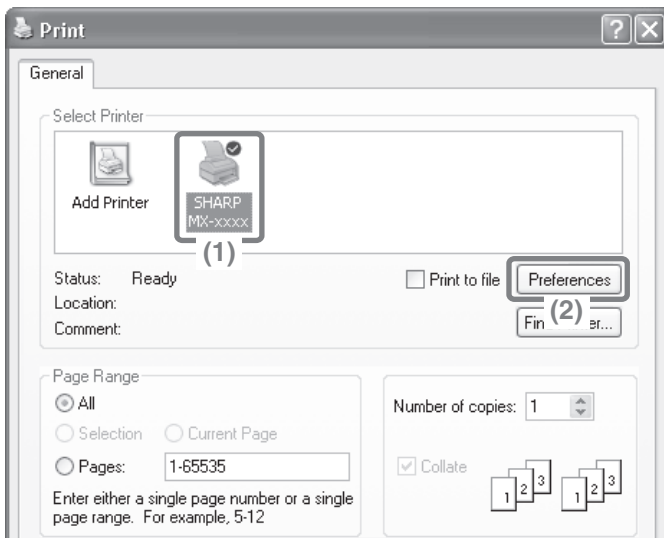 Print
General
Select Printer
Add Printer
SHARP
MX-xxxx
(1)
Status: Ready
Print to file
Preferences
Location:
(2)
Comment:
Page Range
All
Selection
Current Page
Pages: 1-65535
Enter either a single page number or a single
page range. For example, 5-12
Number of copies: 1
Collate
1 2 3
1 2 3